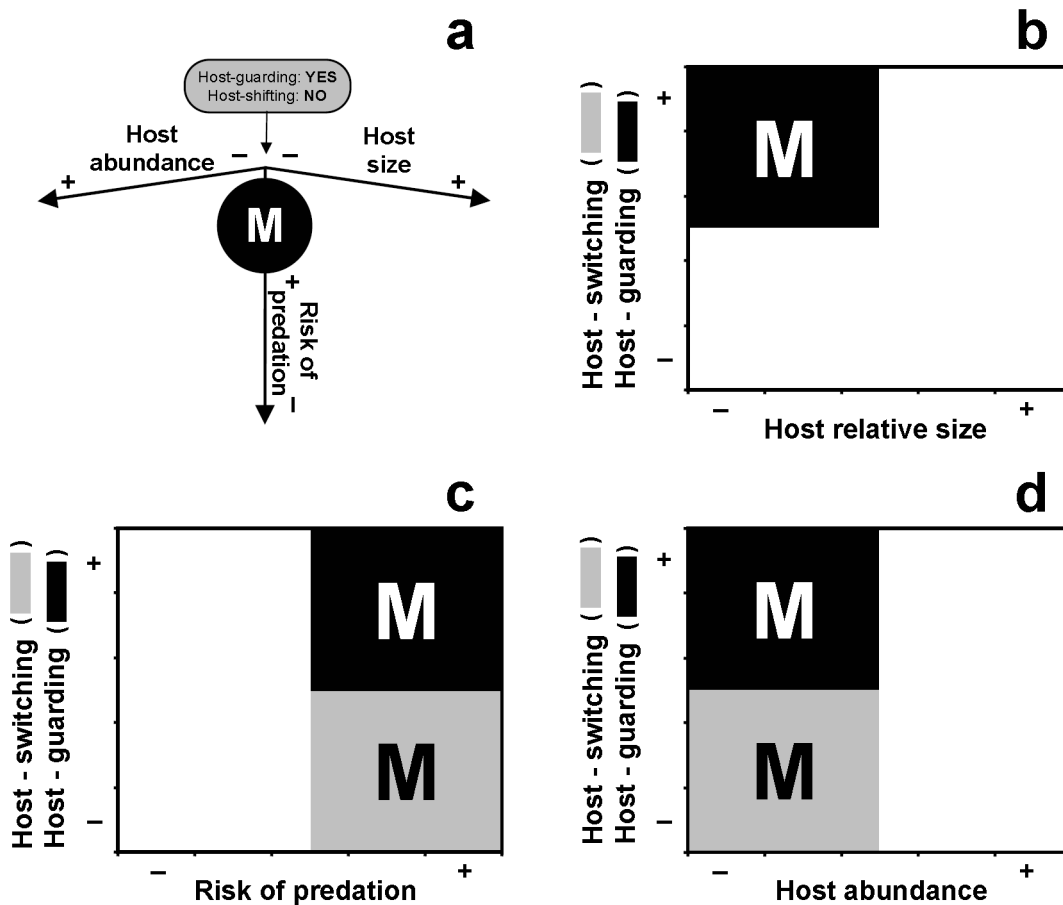 a
Host-guarding: YES
Host-shifting: NO
Host
abundance
Host
size
–
–
+
+
M
+
Risk of
predation
–
b
Host - switching ( )
Host - guarding ( )
+
–
M
–
+
Host relative size
c
Host - switching ( )
Host - guarding ( )
+
–
M
M
–
+
Risk of predation
d
Host - switching ( )
Host - guarding ( )
+
–
M
M
–
+
Host abundance